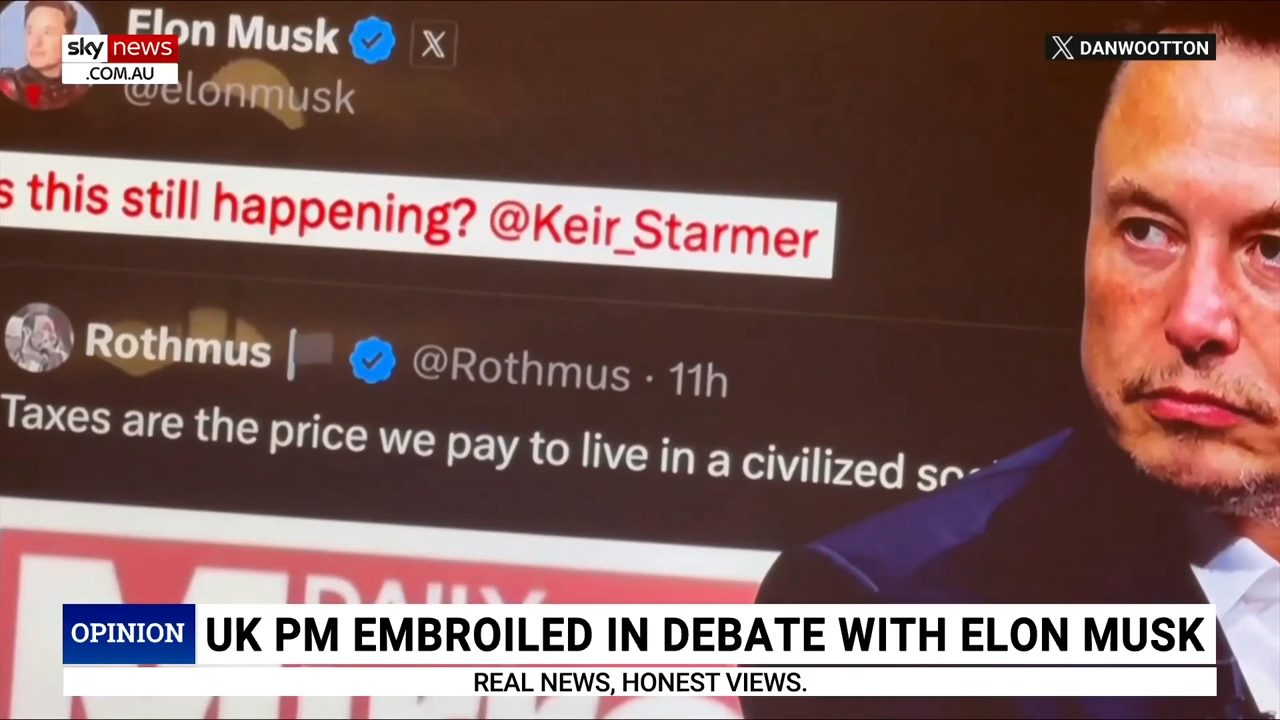 Elon Musk
sky news
.COM.AU
X DANWOOTTON
@elonmusk
this still happening? @Keir_Starmer
Rothmus @Rothmus · 11h
Taxes are the price we pay to live in a civilized
DAILY
OPINION
UK PM EMBROILED IN DEBATE WITH ELON MUSK
REAL NEWS, HONEST VIEWS.